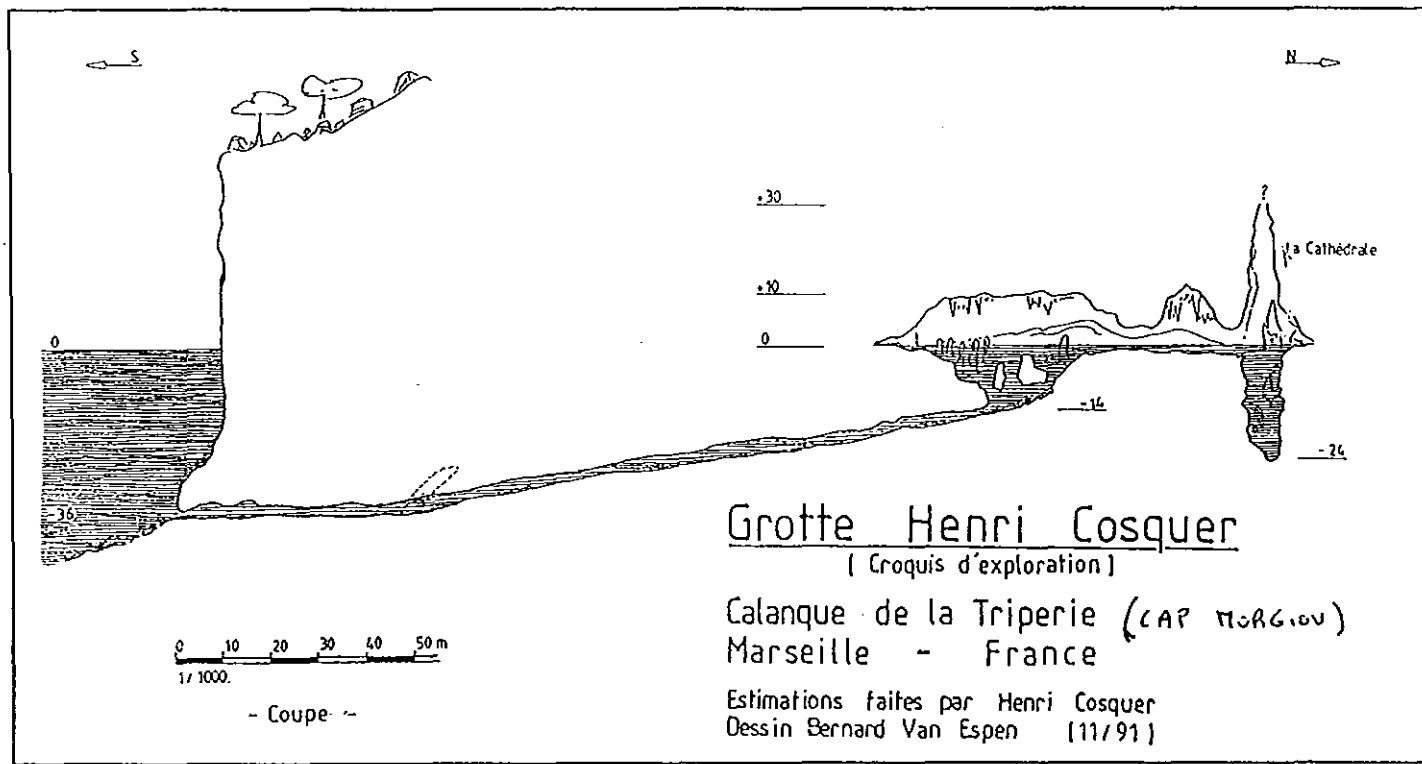 S
N
+30
?
La Cathédrale
+10
0
0
-14
-24
-36
Grotte Henri Cosquer
( Croquis d'exploration )
Calanque de la Triperie (CAP MORGIOU)
Marseille - France
0 10 20 30 40 50 m
1/1000.
- Coupe -
Estimations faites par Henri Cosquer
Dessin Bernard Van Espen (11/91)